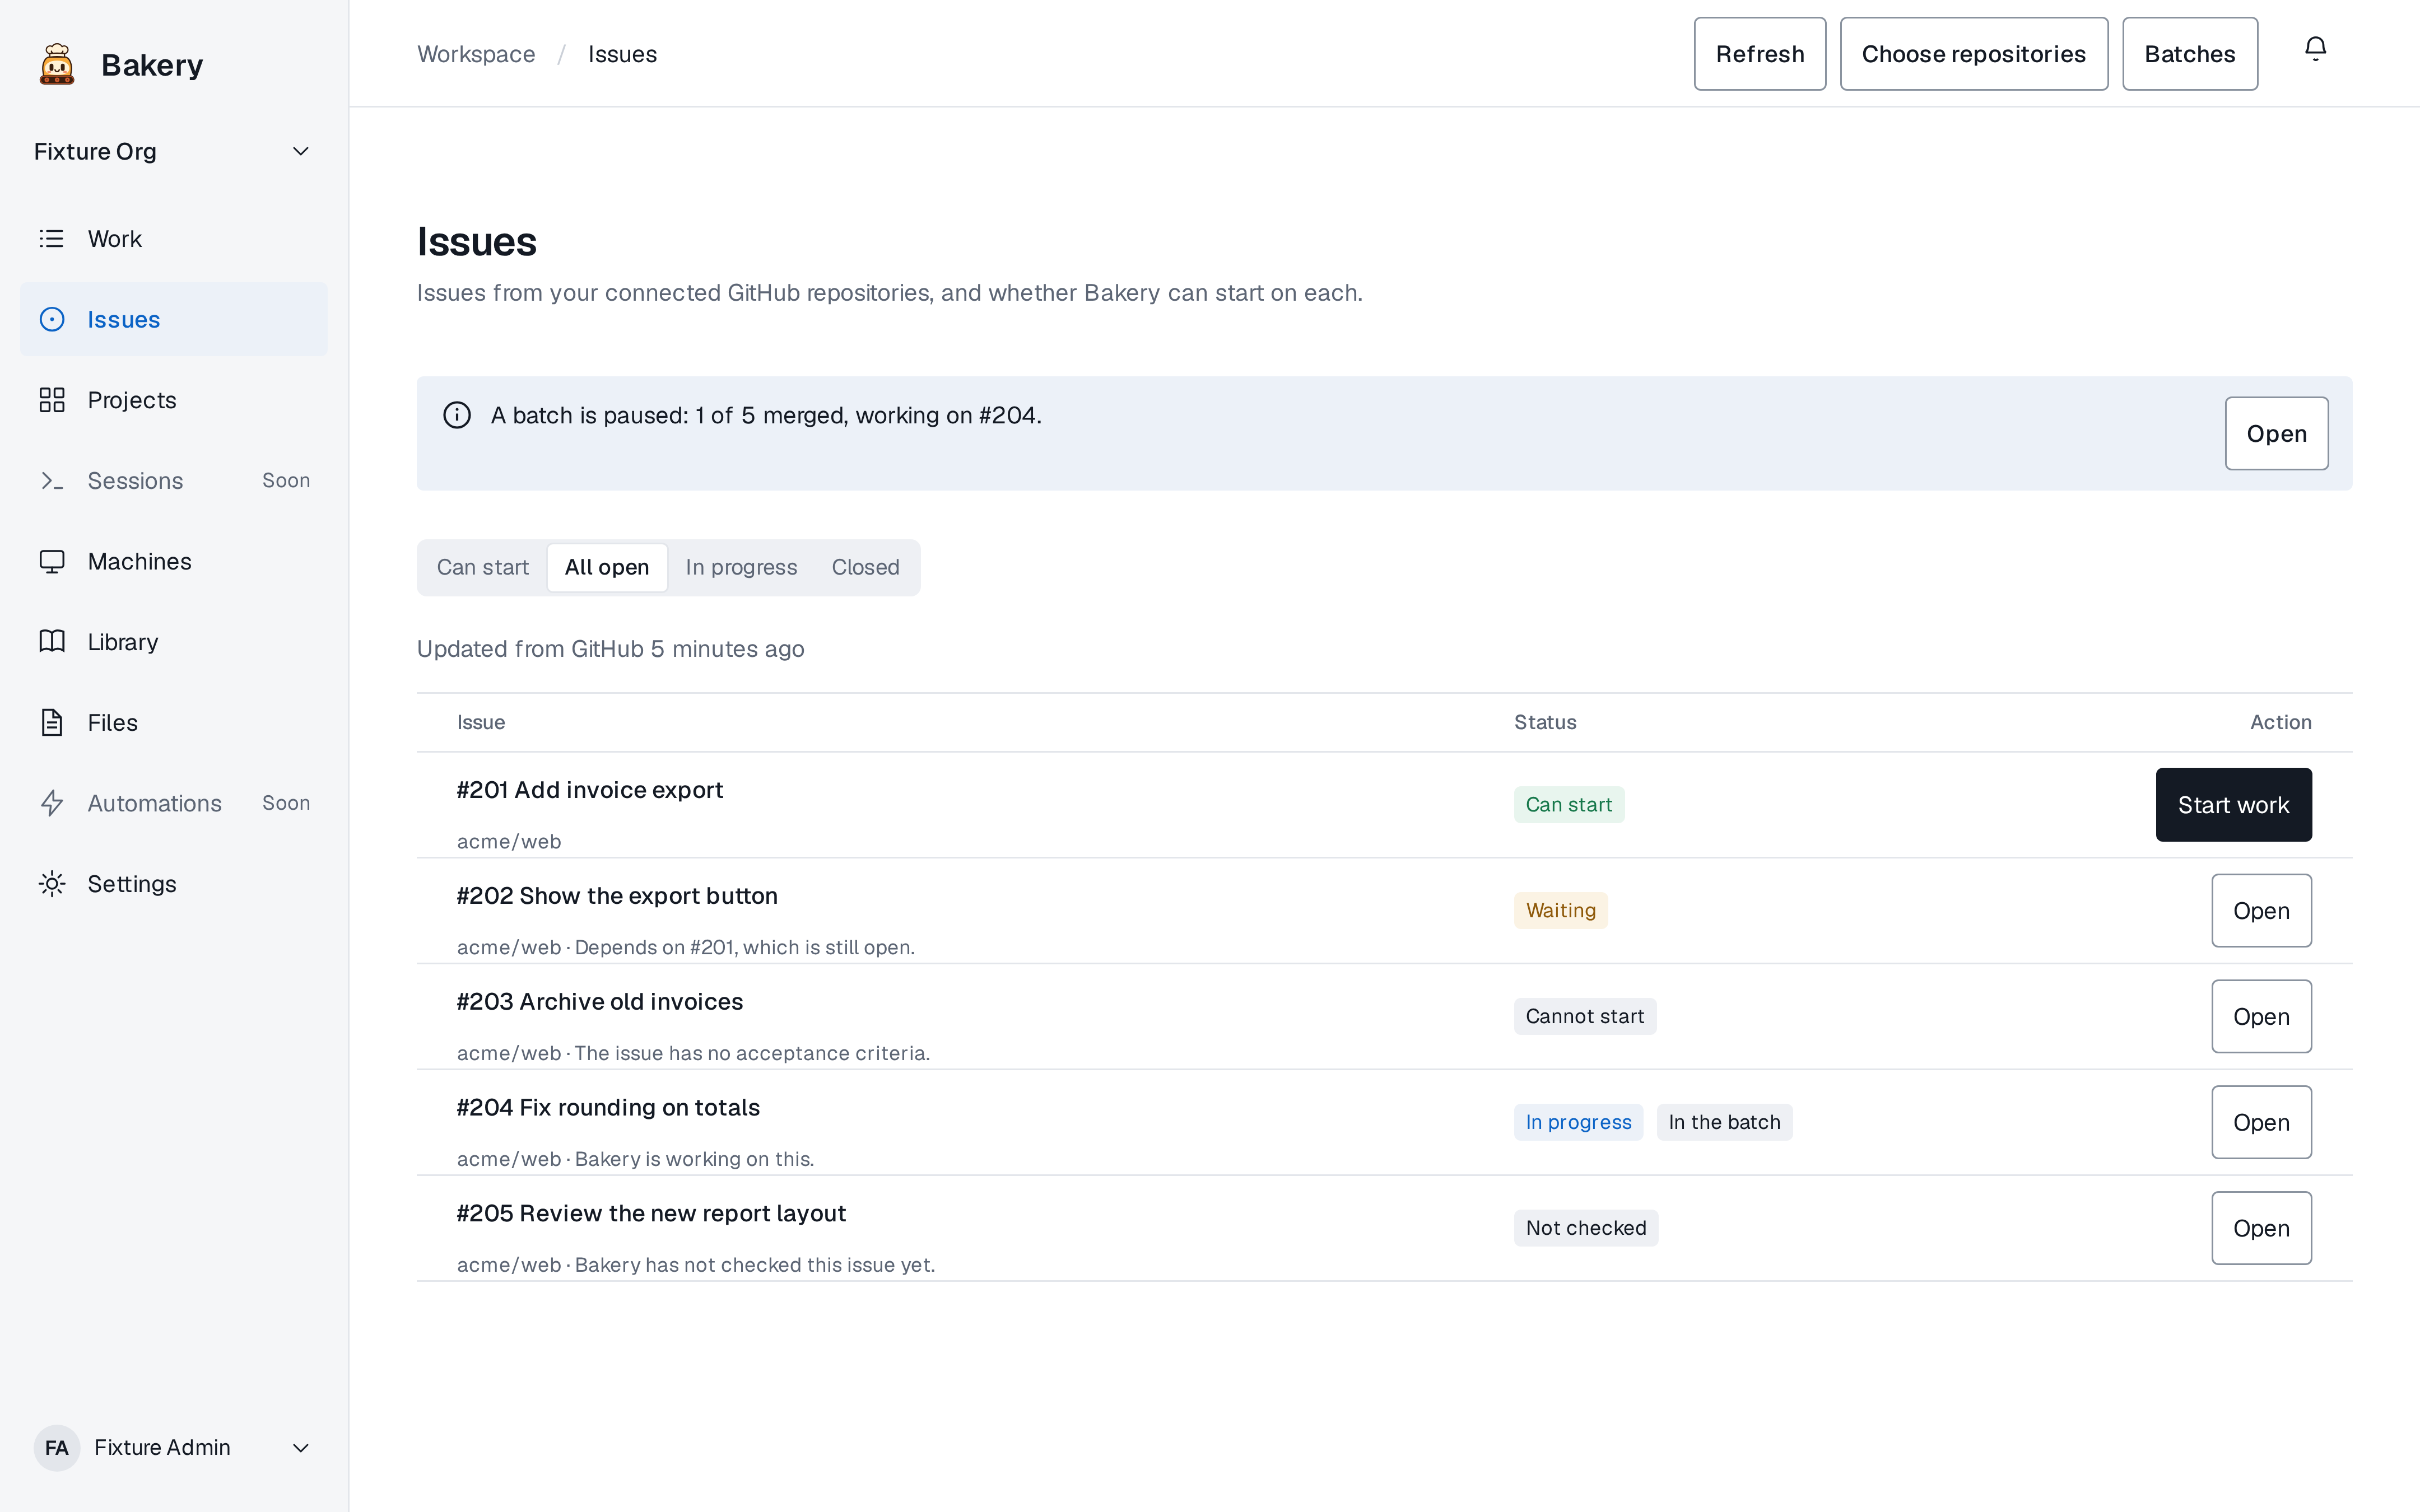 Bakery
Fixture Org
Work
Issues
Projects
Sessions Soon
Machines
Library
Files
Automations Soon
Settings
FA Fixture Admin
Workspace / Issues
Refresh
Choose repositories
Batches
Issues
Issues from your connected GitHub repositories, and whether Bakery can start on each.
A batch is paused: 1 of 5 merged, working on #204.
Open
Can start All open In progress Closed
Updated from GitHub 5 minutes ago
Issue Status Action
#201 Add invoice export
acme/web
Can start
Start work
#202 Show the export button
acme/web · Depends on #201, which is still open.
Waiting
Open
#203 Archive old invoices
acme/web · The issue has no acceptance criteria.
Cannot start
Open
#204 Fix rounding on totals
acme/web · Bakery is working on this.
In progress In the batch
Open
#205 Review the new report layout
acme/web · Bakery has not checked this issue yet.
Not checked
Open